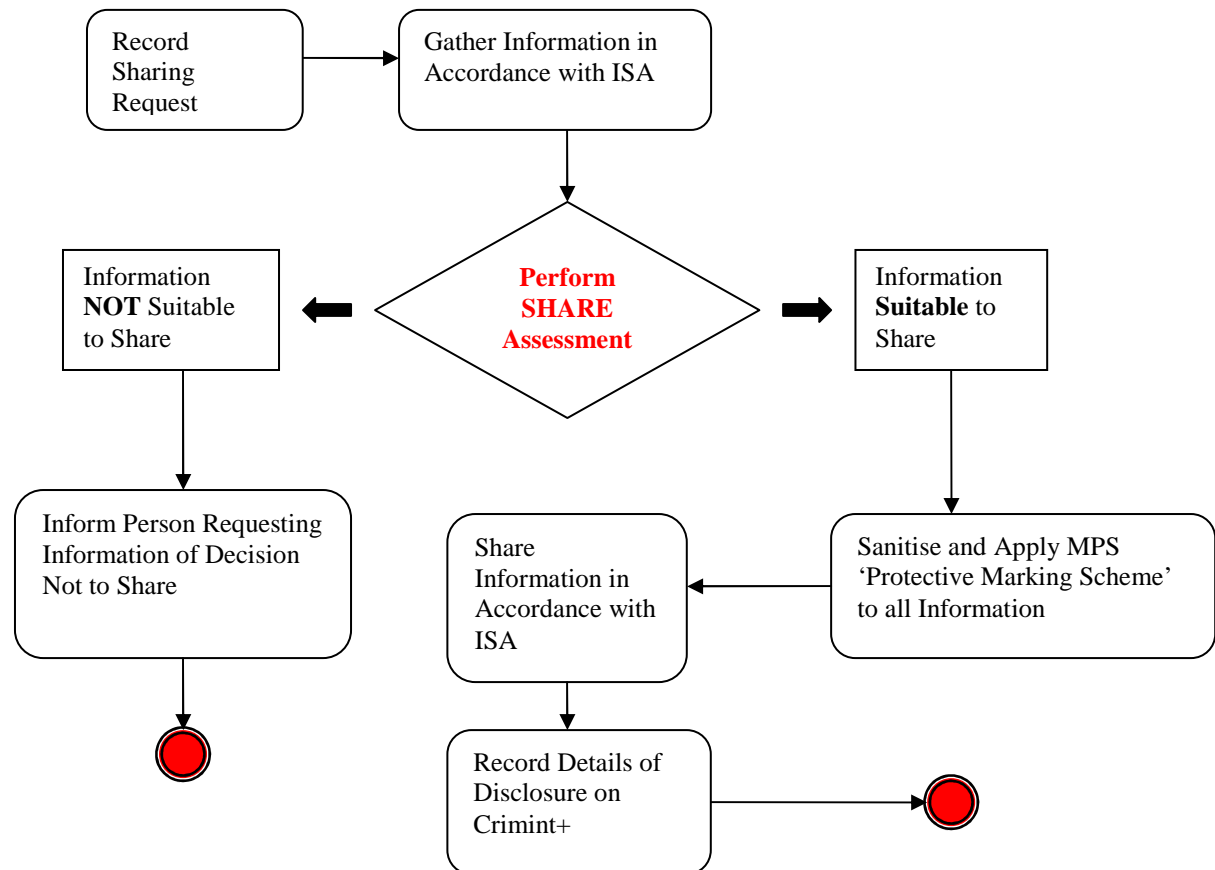 Record
Sharing
Request
Gather Information in
Accordance with ISA
Perform
SHARE
Assessment
Information
NOT Suitable
to Share
Information
Suitable to
Share
Inform Person Requesting
Information of Decision
Not to Share
Sanitise and Apply MPS
‘Protective Marking Scheme’
to all Information
Share
Information in
Accordance with
ISA
Record Details of
Disclosure on
Crimint+